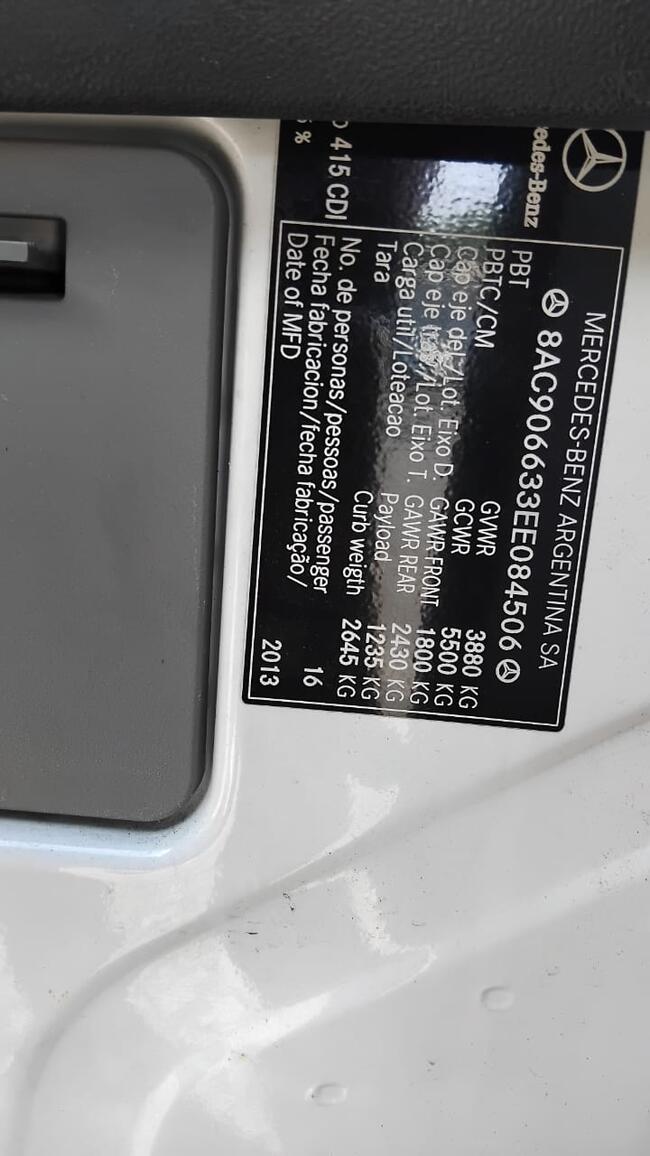 Mercedes-Benz
415 CDI
%
MERCEDES-BENZ ARGENTINA SA
8AC906633EE084506
PBT GVWR 3880 KG
PBTC/CM GCWR 5500 KG
Cap eje del./Lot. Eixo D. GAWR FRONT 1800 KG
Cap eje tras./Lot. Eixo T. GAWR REAR 2430 KG
Carga util/Loteacao Payload 1235 KG
Tara Curb weigth 2645 KG
No. de personas/pessoas/passenger 16
Fecha fabricacion/fecha fabricação/
Date of MFD 2013